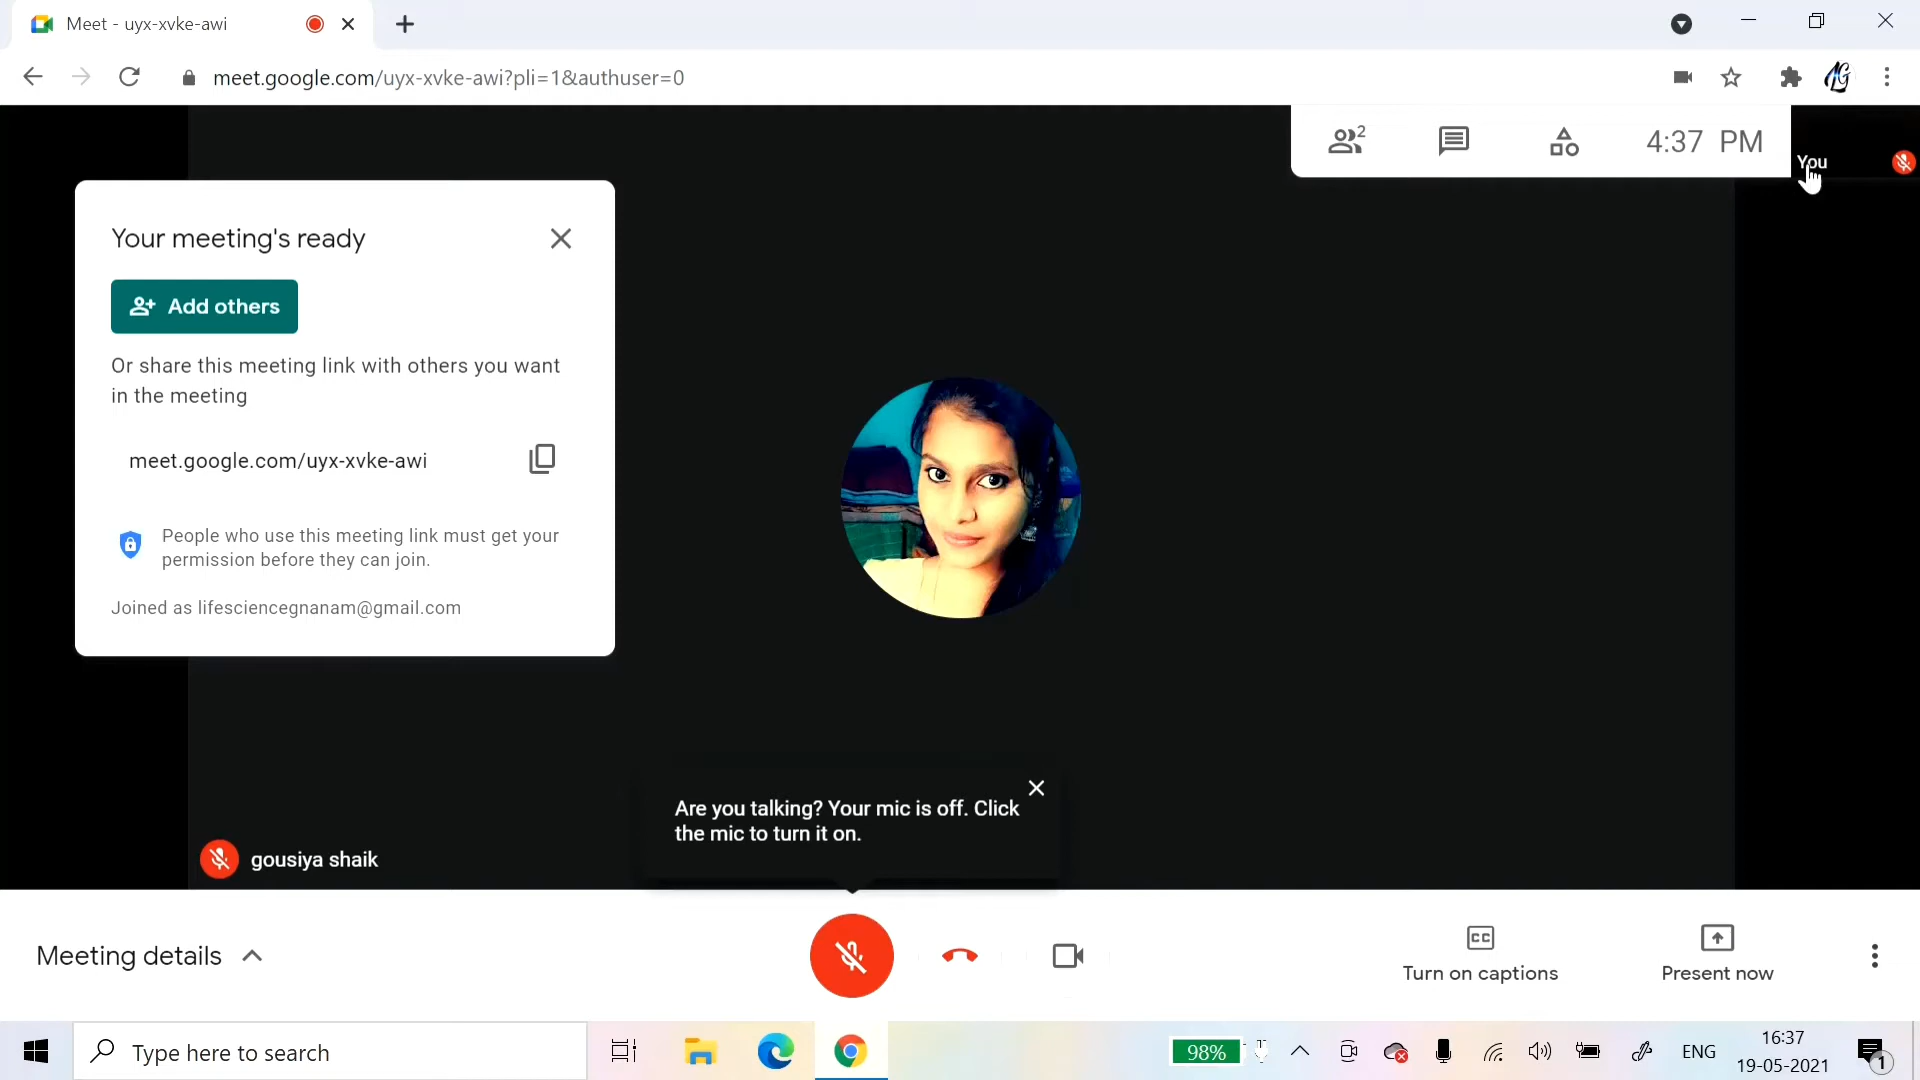 Meet - uyx-xvke-awi
meet.google.com/uyx-xvke-awi?pli=1&authuser=0
2
4:37 PM
You
Your meeting's ready
Add others
Or share this meeting link with others you want
in the meeting
meet.google.com/uyx-xvke-awi
People who use this meeting link must get your
permission before they can join.
Joined as lifesciencegnanam@gmail.com
Are you talking? Your mic is off. Click
the mic to turn it on.
gousiya shaik
Meeting details
CC
Turn on captions
Present now
Type here to search
98%
ENG
16:37
19-05-2021
1